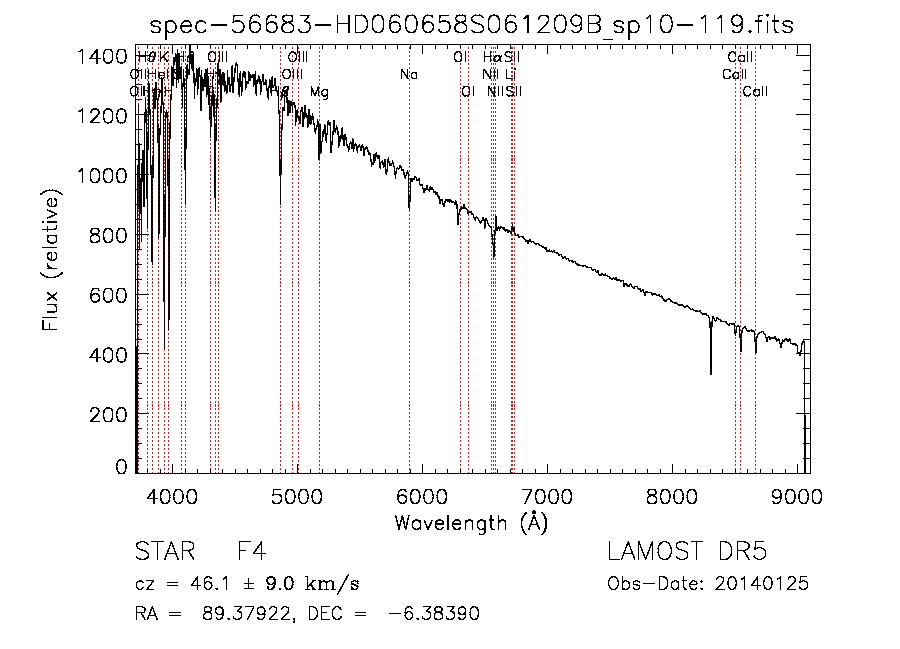 spec-56683-HD060658S061209B_sp10-119.fits
1400
1200
1000
800
600
400
200
0
Flux (relative)
OIII OIII OI Hα SII CaII
OII NII Li CaII
Na
OIII
Mg OI NII SII CaII
4000 5000 6000 7000 8000 9000
Wavelength (Å)
STAR F4 LAMOST DR5
cz = 46.1 ± 9.0 km/s Obs-Date: 20140125
RA = 89.37922, DEC = -6.38390